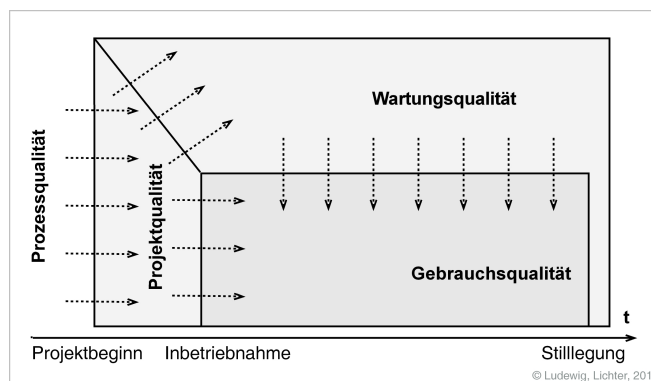 Wartungsqualität
Prozessqualität
Projektqualität
Gebrauchsqualität
t
Projektbeginn Inbetriebnahme Stilllegung
© Ludewig, Lichter, 201